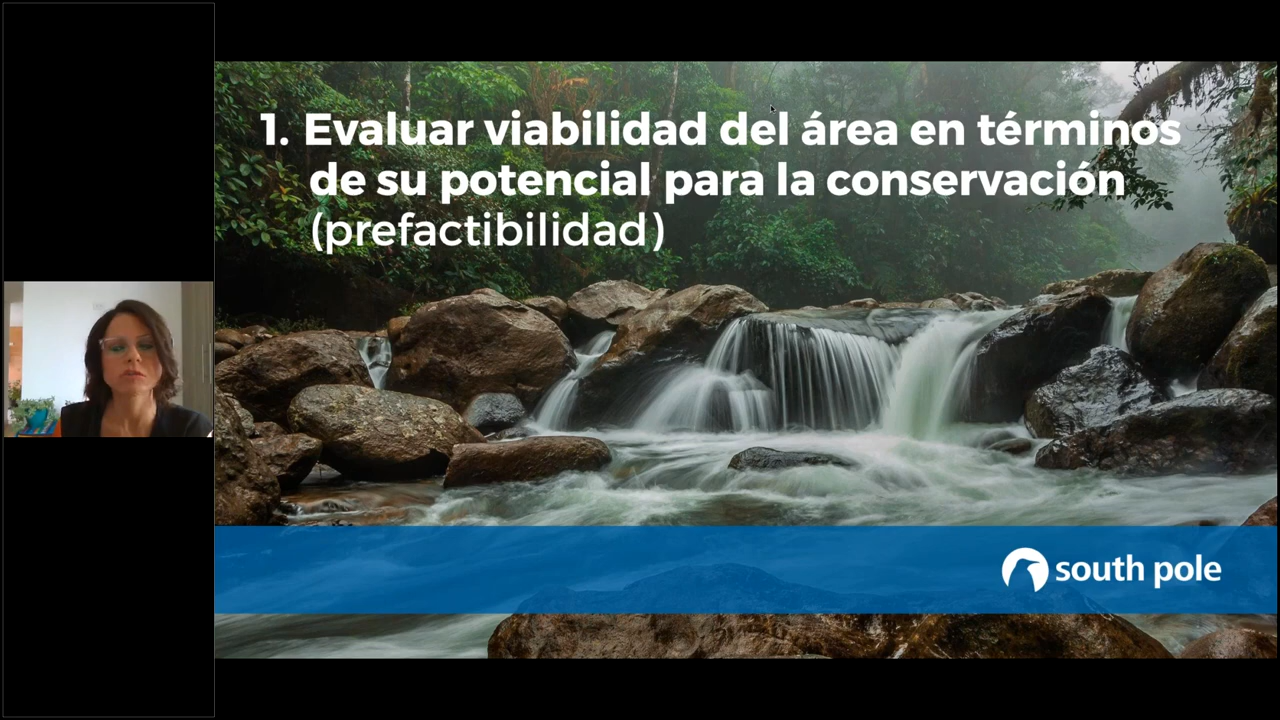 1. Evaluar viabilidad del área en términos
de su potencial para la conservación
(prefactibilidad)
south pole